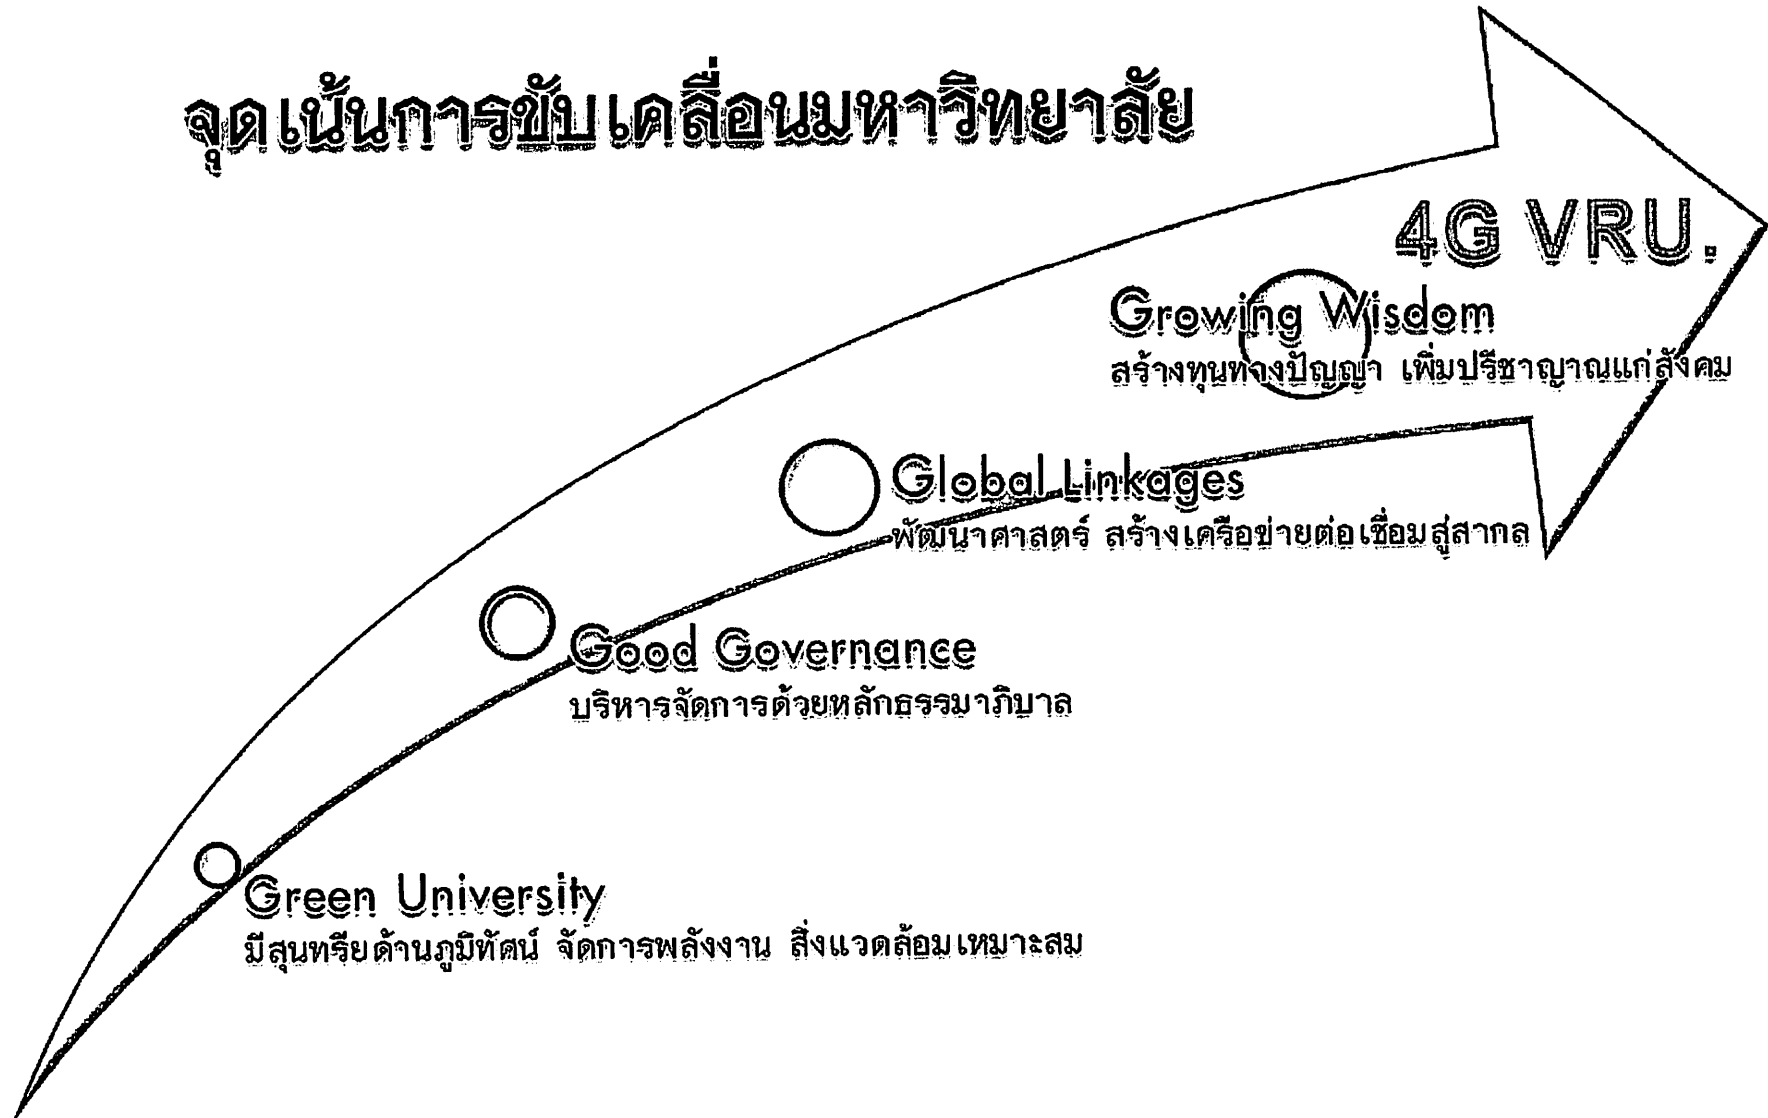 จุดเน้นการขับเคลื่อนมหาวิทยาลัย
4G VRU.
Growing Wisdom
สร้างทุนทางปัญญา เพิ่มปรีชาญาณแก่สังคม
Global Linkages
พัฒนาศาสตร์ สร้างเครือข่ายต่อเชื่อมสู่สากล
Good Governance
บริหารจัดการด้วยหลักธรรมาภิบาล
Green University
มีสุนทรียด้านภูมิทัศน์ จัดการพลังงาน สิ่งแวดล้อมเหมาะสม